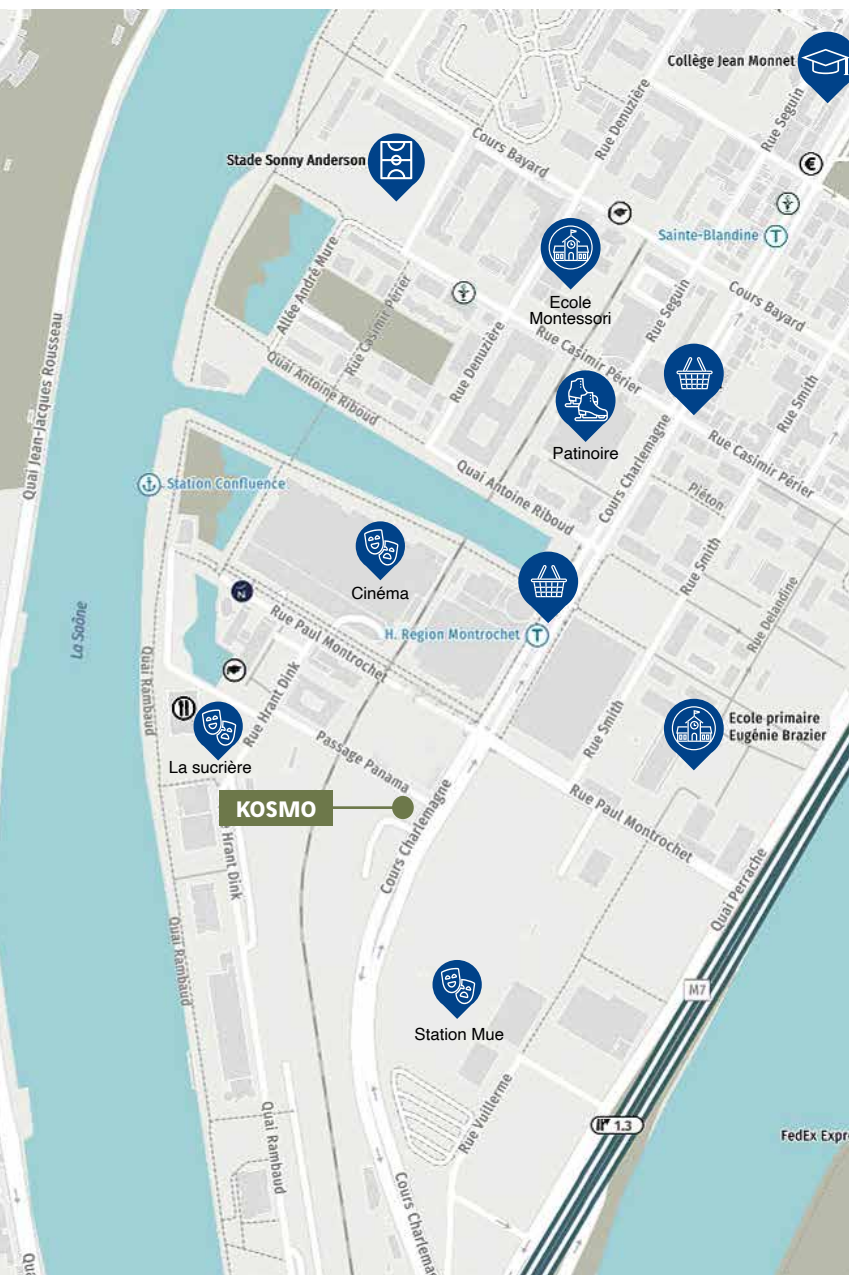 Collège Jean Monnet
Rue Denuzière
Rue Seguin
Cours Bayard
Stade Sonny Anderson
€
Sainte-Blandine T
Allée André Mure
Ecole
Montessori
Rue Seguin
Cours Bayard
Rue Casimir Périer
Rue Casimir Périer
Quai Jean-Jacques Rousseau
Quai Antoine Riboud
Rue Denuzière
Rue Smith
Patinoire
Rue Casimir Périer
Cours Charlemagne
Quai Antoine Riboud
Piéton
Station Confluence
Rue Smith
Cinéma
N
Rue Delandine
La Saône
Rue Paul Montrochet
H. Région Montrochet T
Quai Rambaud
Rue Hrant Dink
Rue Smith
Ecole primaire
Eugénie Brazier
La sucrière
Passage Panama
KOSMO
Rue Paul Montrochet
Cours Charlemagne
Hrant Dink
Quai Perrache
Quai Rambaud
M7
Station Mue
Rue Vuillerme
1.3
Quai Rambaud
FedEx Expr
Cours Charlema
Qua